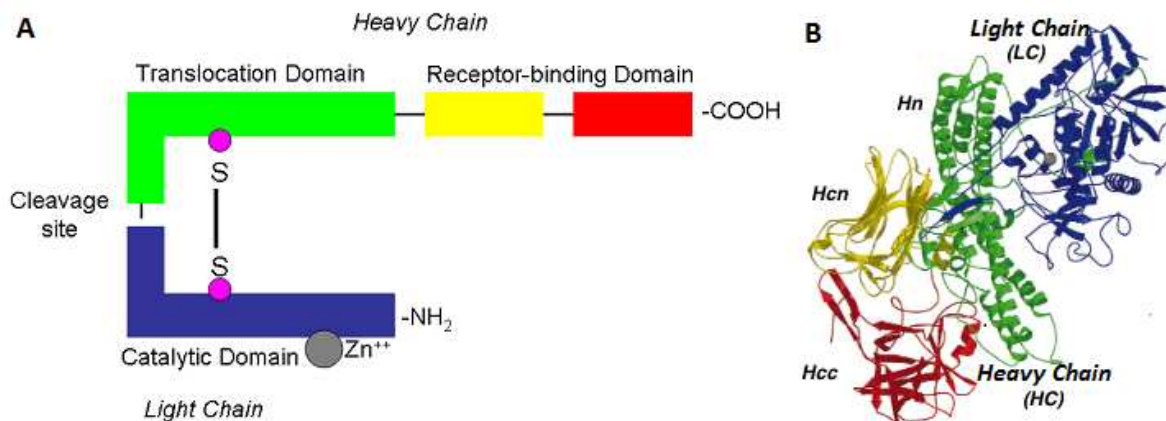 A
Heavy Chain
Translocation Domain
Receptor-binding Domain
-COOH
S
Cleavage
site
S
-NH2
Catalytic Domain
Zn++
Light Chain
B
Light Chain
(LC)
Hn
Hcn
Hcc
Heavy Chain
(HC)